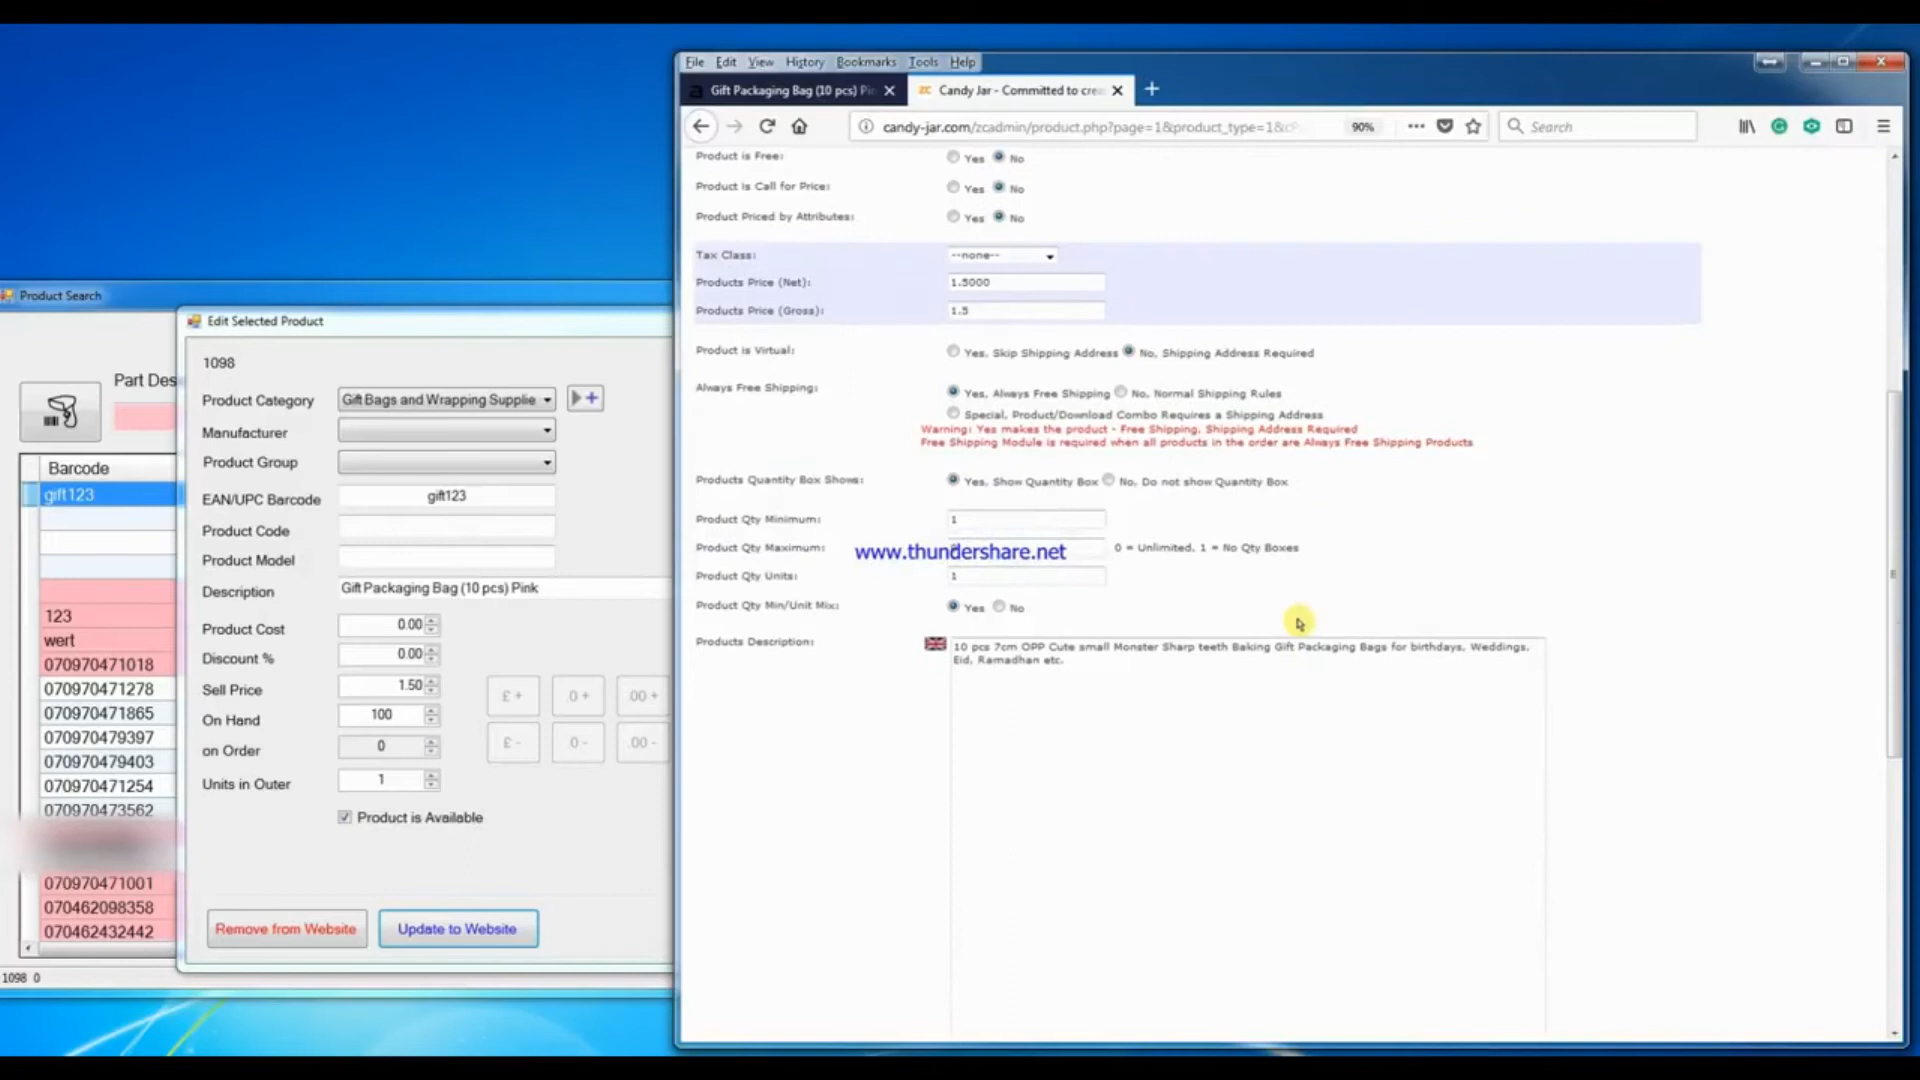 File Edit View History Bookmarks Tools Help
Gift Packaging Bag (10 pcs) Pin
ZC Candy Jar - Committed to crea
candy-jar.com/zcadmin/product.php?page=1&product_type=1&cP
90%
Search
Product is Free: Yes No
Product is Call for Price: Yes No
Product Priced by Attributes: Yes No
Tax Class: --none--
Products Price (Net): 1.5000
Products Price (Gross): 1.5
Product is Virtual: Yes, Skip Shipping Address No, Shipping Address Required
Always Free Shipping: Yes, Always Free Shipping No, Normal Shipping Rules
Special, Product/Download Combo Requires a Shipping Address
Warning: Yes makes the product - Free Shipping, Shipping Address Required
Free Shipping Module is required when all products in the order are Always Free Shipping Products
Products Quantity Box Shows: Yes, Show Quantity Box No, Do not show Quantity Box
Product Qty Minimum: 1
Product Qty Maximum: 0 = Unlimited, 1 = No Qty Boxes
www.thundershare.net
Product Qty Units: 1
Product Qty Min/Unit Mix: Yes No
Products Description:
10 pcs 7cm OPP Cute small Monster Sharp teeth Baking Gift Packaging Bags for birthdays, Weddings,
Eid, Ramadhan etc.
Product Search
Part Des
Barcode
gift123
123
wert
070970471018
070970471278
070970471865
070970479397
070970479403
070970471254
070970473562
070970471001
070462098358
070462432442
1098 0
Edit Selected Product
1098
Product Category Gift Bags and Wrapping Supplie
Manufacturer
Product Group
EAN/UPC Barcode gift123
Product Code
Product Model
Description Gift Packaging Bag (10 pcs) Pink
Product Cost 0.00
Discount % 0.00
Sell Price 1.50
On Hand 100
on Order 0
Units in Outer 1
£ + .0 + .00 +
£ - .0 - .00 -
Product is Available
Remove from Website Update to Website